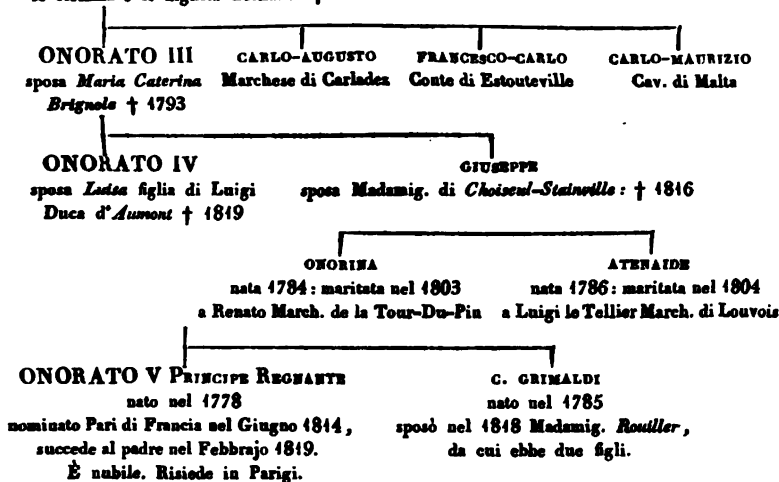 ONORATO III
sposa Maria Caterina
Brignole † 1793
CARLO-AUGUSTO
Marchese di Carladez
FRANCESCO-CARLO
Conte di Estouteville
CARLO-MAURIZIO
Cav. di Malta
ONORATO IV
sposa Luisa figlia di Luigi
Duca d'Aumont † 1819
GIUSEPPE
sposa Madamig. di Choiseul-Stainville: † 1816
ONORINA
nata 1784: maritata nel 1803
a Renato March. de la Tour-Du-Pin
ATENAIDE
nata 1786: maritata nel 1804
a Luigi le Tellier March. di Louvois
ONORATO V PRINCIPE REGNANTE
nato nel 1778
nominato Pari di Francia nel Giugno 1814,
succede al padre nel Febbrajo 1819.
È nubile. Risiede in Parigi.
C. GRIMALDI
nato nel 1785
sposò nel 1818 Madamig. Rouiller,
da cui ebbe due figli.